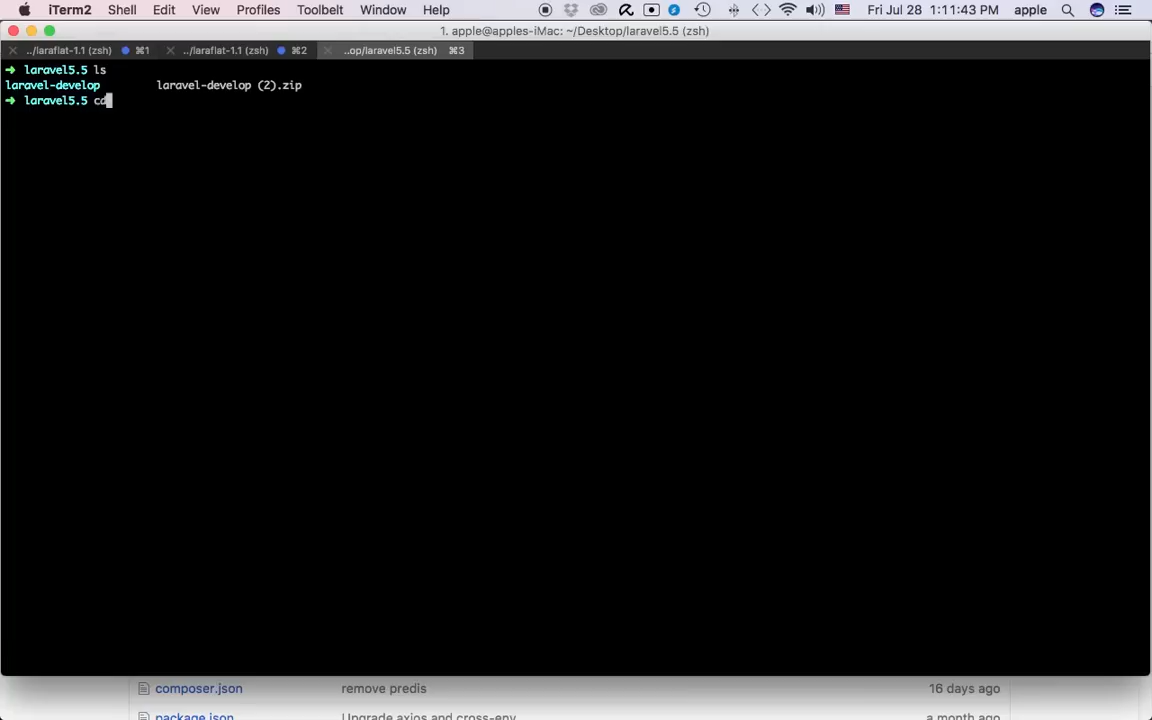 iTerm2 Shell Edit View Profiles Toolbelt Window Help Fri Jul 28 1:11:43 PM apple
1. apple@apples-iMac: ~/Desktop/laravel5.5 (zsh)
../laraflat-1.1 (zsh) ⌘1 ../laraflat-1.1 (zsh) ⌘2 ..op/laravel5.5 (zsh) ⌘3
➜ laravel5.5 ls
laravel-develop laravel-develop (2).zip
➜ laravel5.5 cd
composer.json remove predis 16 days ago
package.json Upgrade axios and cross-env a month ago